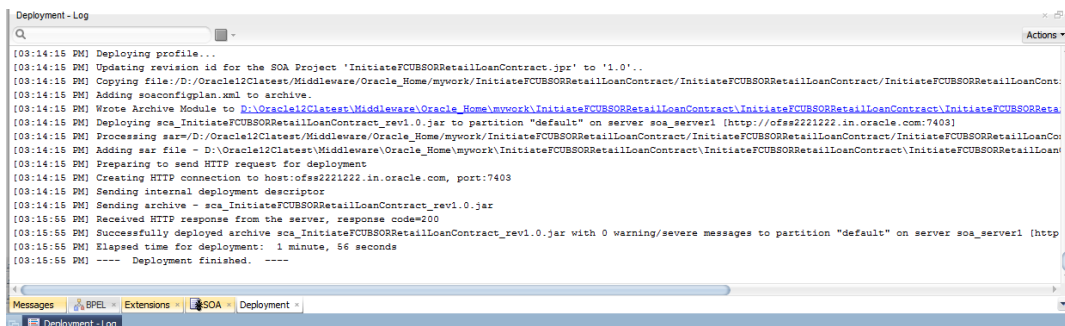 Deployment - Log
Actions
[03:14:15 PM] Deploying profile...
[03:14:15 PM] Updating revision id for the SOA Project 'InitiateFCUBSORRetailLoanContract.jpr' to '1.0'..
[03:14:15 PM] Copying file:/D:/Oracle12Clatest/Middleware/Oracle_Home/mywork/InitiateFCUBSORRetailLoanContract/InitiateFCUBSORRetailLoanContract/InitiateFCUBSORRetailLoanCont
[03:14:15 PM] Adding soaconfigplan.xml to archive.
[03:14:15 PM] Wrote Archive Module to D:\Oracle12Clatest\Middleware\Oracle_Home\mywork\InitiateFCUBSORRetailLoanContract\InitiateFCUBSORRetailLoanContract\InitiateFCUBSORReta
[03:14:15 PM] Deploying sca_InitiateFCUBSORRetailLoanContract_rev1.0.jar to partition "default" on server soa_server1 [http://ofss2221222.in.oracle.com:7403]
[03:14:15 PM] Processing sar=/D:/Oracle12Clatest/Middleware/Oracle_Home/mywork/InitiateFCUBSORRetailLoanContract/InitiateFCUBSORRetailLoanContract/InitiateFCUBSORRetailLoanCo
[03:14:15 PM] Adding sar file - D:\Oracle12Clatest\Middleware\Oracle_Home\mywork\InitiateFCUBSORRetailLoanContract\InitiateFCUBSORRetailLoanContract\InitiateFCUBSORRetailLoan
[03:14:15 PM] Preparing to send HTTP request for deployment
[03:14:15 PM] Creating HTTP connection to host:ofss2221222.in.oracle.com, port:7403
[03:14:15 PM] Sending internal deployment descriptor
[03:14:15 PM] Sending archive - sca_InitiateFCUBSORRetailLoanContract_rev1.0.jar
[03:15:55 PM] Received HTTP response from the server, response code=200
[03:15:55 PM] Successfully deployed archive sca_InitiateFCUBSORRetailLoanContract_rev1.0.jar with 0 warning/severe messages to partition "default" on server soa_server1 [http
[03:15:55 PM] Elapsed time for deployment:  1 minute, 56 seconds
[03:15:55 PM] ----  Deployment finished.  ----
Messages BPEL Extensions SOA Deployment
Deployment - Log